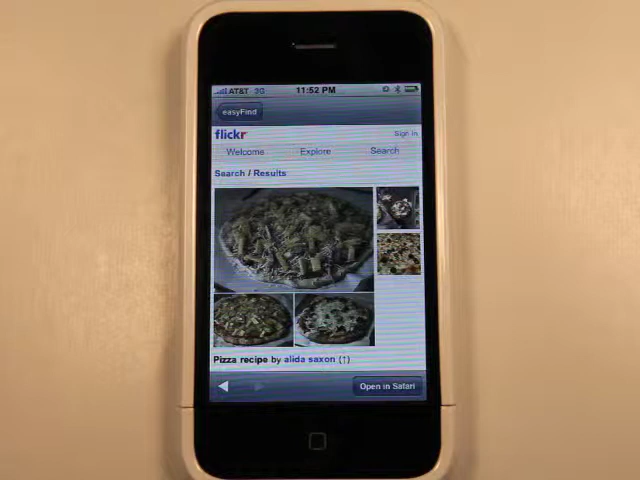 AT&T 3G 11:52 PM
easyFind
flickr Sign In
Welcome Explore Search
Search / Results
Pizza recipe by alida saxon (↑)
Open in Safari